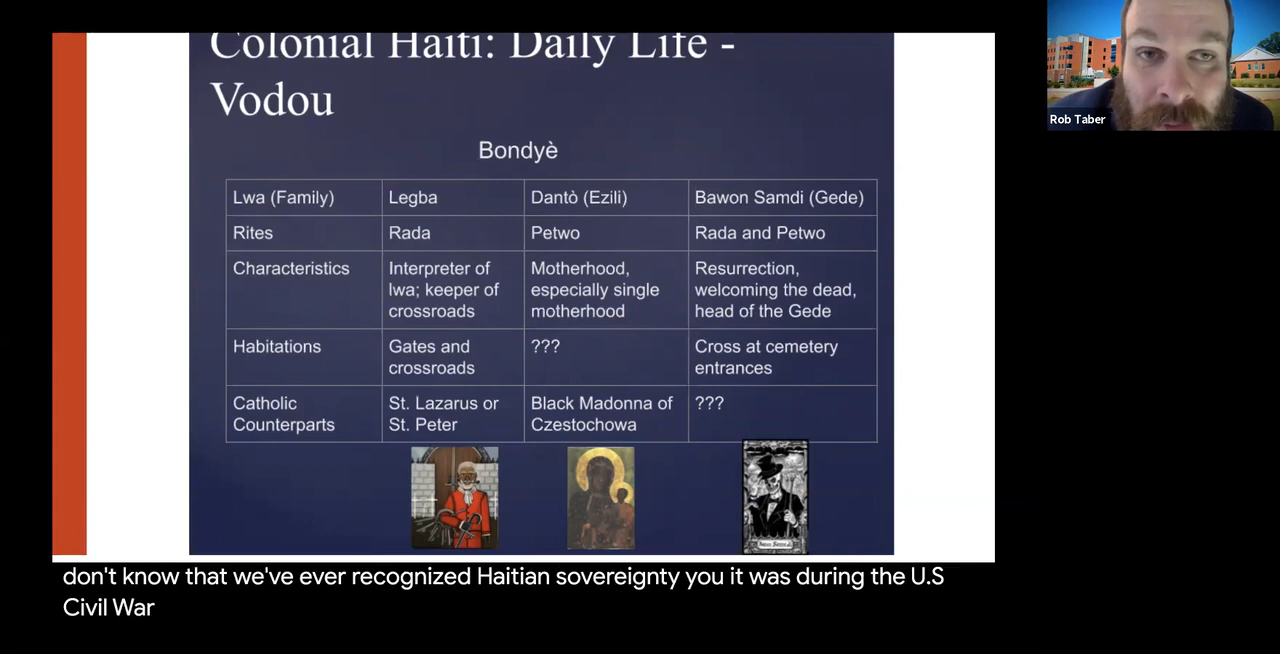 Colonial Haiti: Daily Life -
Vodou
Bondyè
Lwa (Family) Legba Dantò (Ezili) Bawon Samdi (Gede)
Rites Rada Petwo Rada and Petwo
Characteristics Interpreter of Motherhood, Resurrection,
lwa; keeper of especially single welcoming the dead,
crossroads motherhood head of the Gede
Habitations Gates and ??? Cross at cemetery
crossroads entrances
Catholic St. Lazarus or Black Madonna of ???
Counterparts St. Peter Czestochowa
Rob Taber
don't know that we've ever recognized Haitian sovereignty you it was during the U.S
Civil War